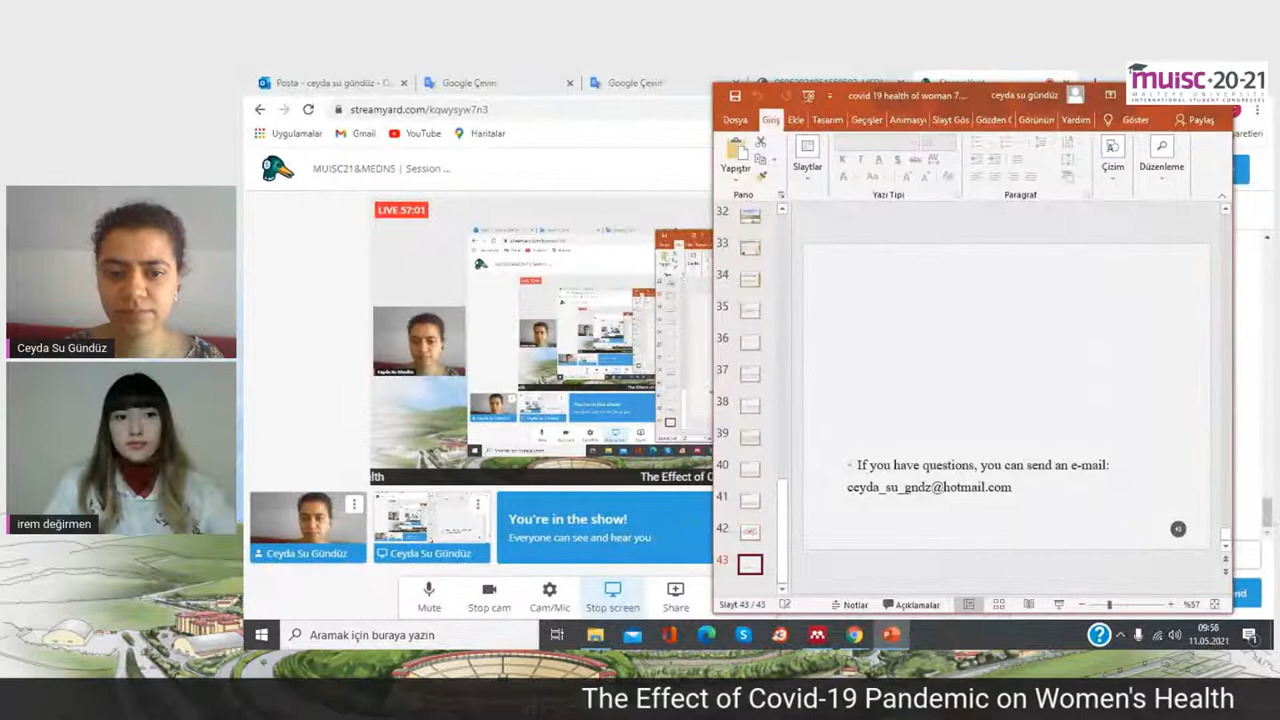 muisc·20-21
MALTEPE UNIVERSITY
INTERNATIONAL STUDENT CONGRESSES
Posta - ceyda su gündüz -
Google Çeviri
Google Çeviri
streamyard.com/kqwysyw7n3
Uygulamalar
Gmail
YouTube
Haritalar
MUISC21&MEDN5 | Session ...
covid 19 health of woman 7....
ceyda su gündüz
Dosya
Giriş
Ekle
Tasarım
Geçişler
Animasyı
Slayt Gös
Gözden G
Görünün
Yardım
Göster
Paylaş
Yapıştır
Slaytlar
Çizim
Düzenleme
Pano
Yazı Tipi
Paragraf
LIVE 57:01
Ceyda Su Gündüz
irem değirmen
The Effect of C
You're in the show!
Everyone can see and hear you
Ceyda Su Gündüz
Ceyda Su Gündüz
Mute
Stop cam
Cam/Mic
Stop screen
Share
32
33
34
35
36
37
38
39
40
41
42
43
If you have questions, you can send an e-mail:
ceyda_su_gndz@hotmail.com
43
Slayt 43 / 43
Notlar
Açıklamalar
%57
Aramak için buraya yazın
09:58
11.05.2021
The Effect of Covid-19 Pandemic on Women's Health